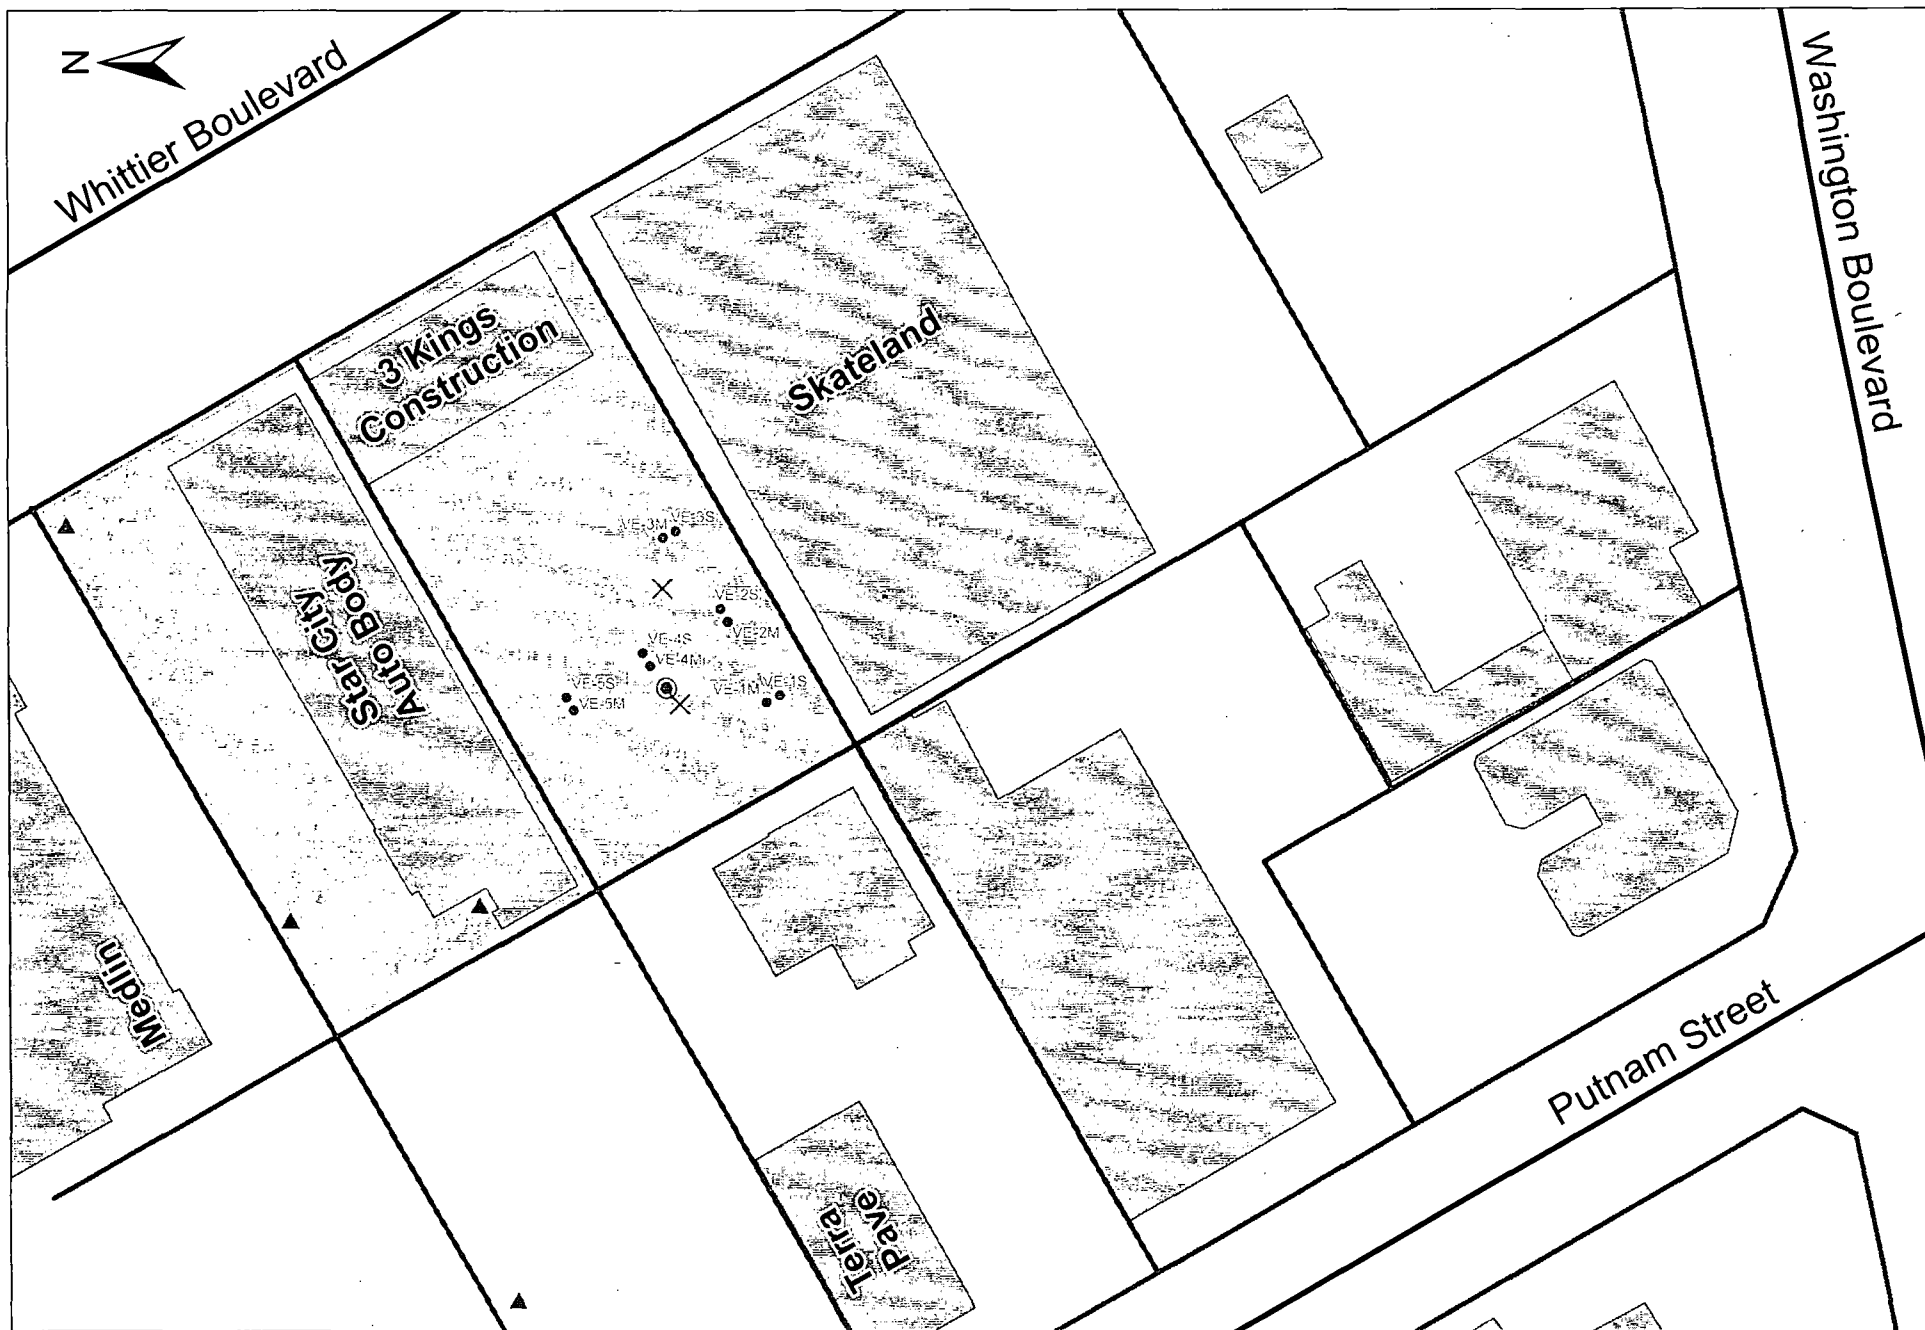 N
Whittier Boulevard
Washington Boulevard
3 Kings
Construction
Skateland
Star City
Auto Body
VE-3M
VE-3S
VE-2S
VE-2M
VE-4S
VE-4M
VE-5S
VE-5M
VE-1M
VE-1S
Medlin
Putnam Street
Terra
Pave